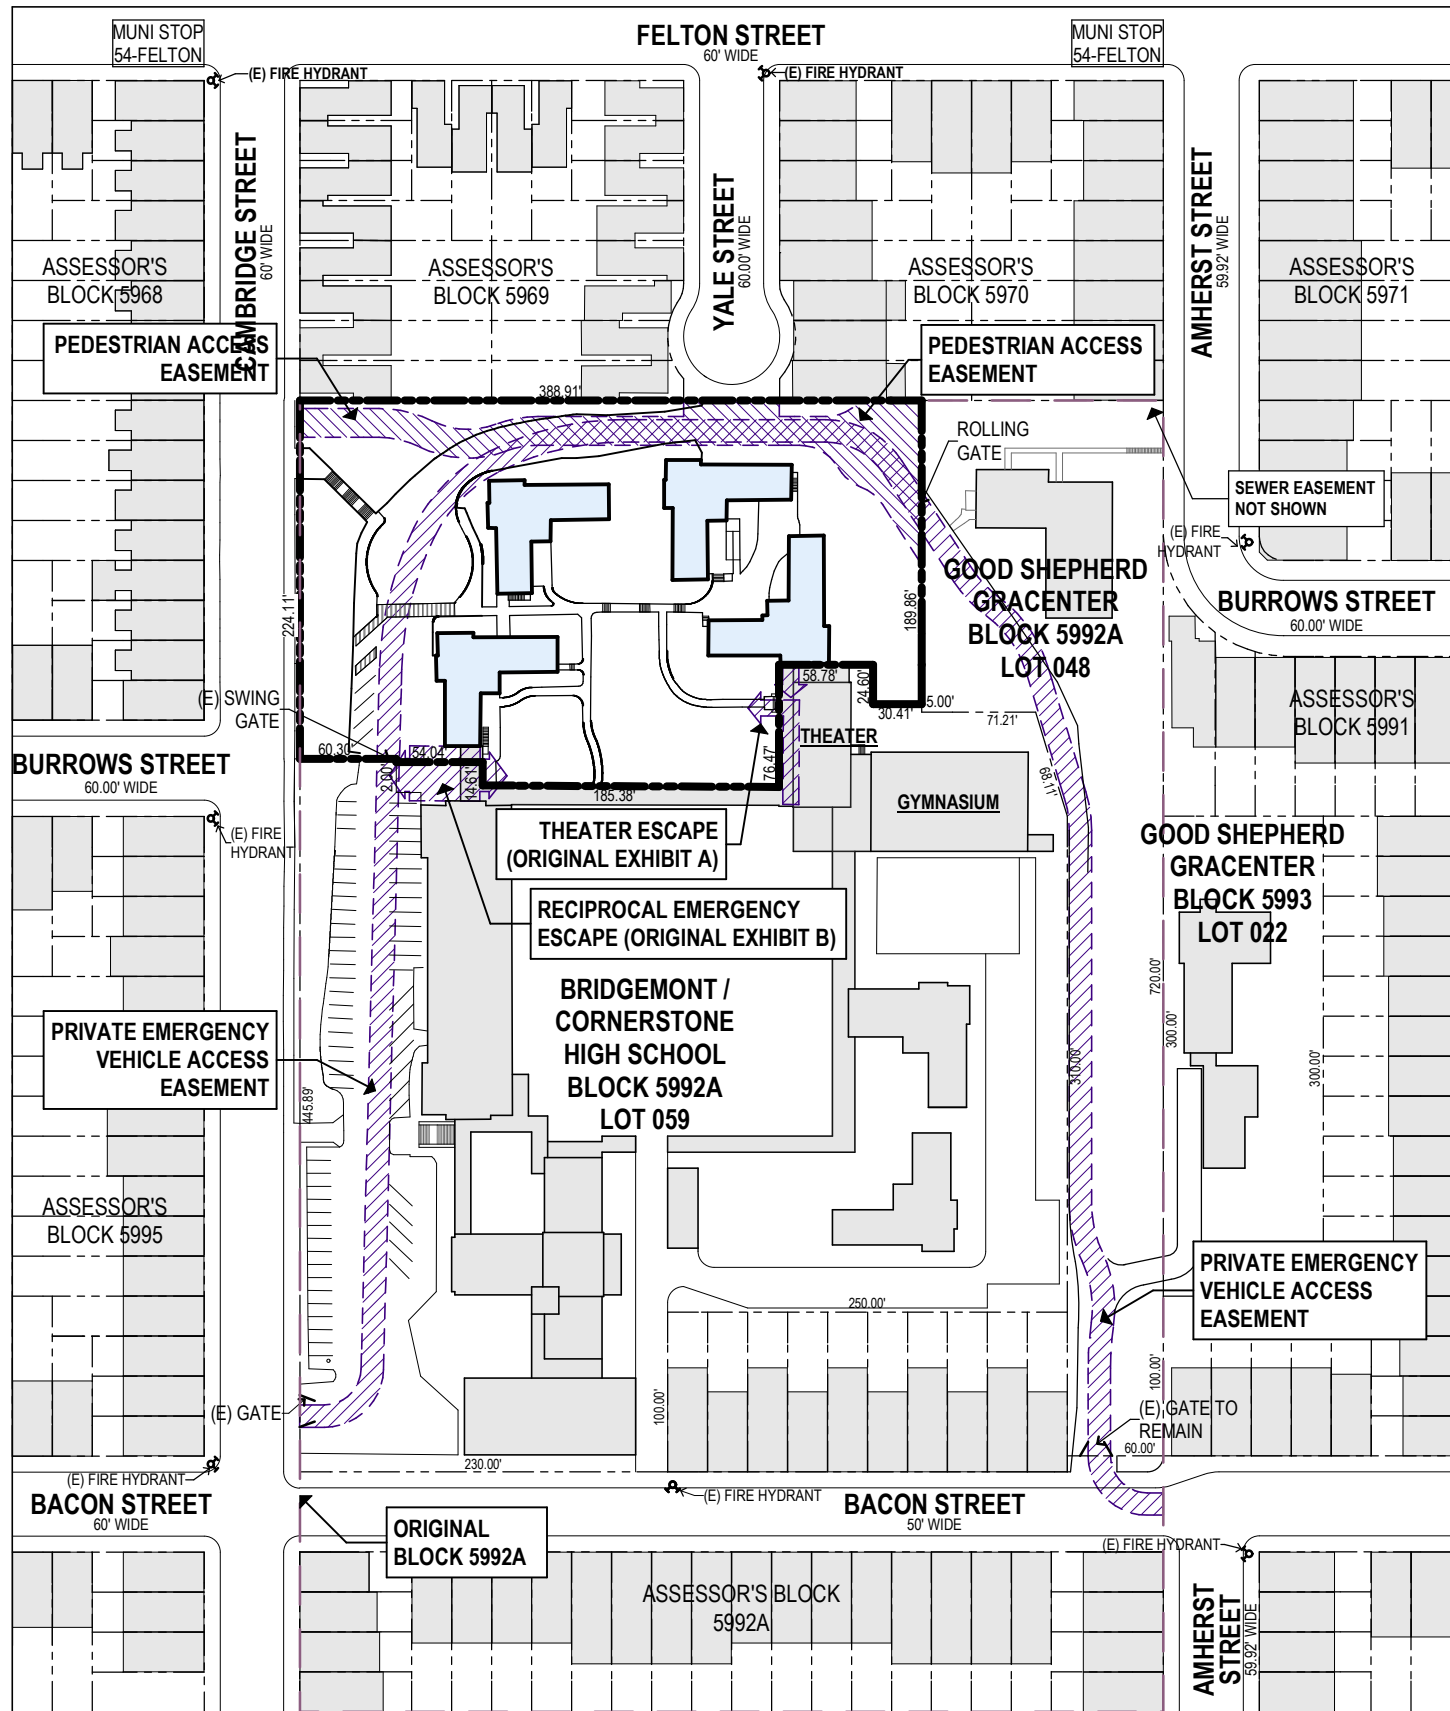 MUNI STOP
54-FELTON
FELTON STREET
60' WIDE
MUNI STOP
54-FELTON
(E) FIRE HYDRANT
(E) FIRE HYDRANT
CAMBRIDGE STREET
60' WIDE
YALE STREET
60.00' WIDE
AMHERST STREET
59.92' WIDE
ASSESSOR'S
BLOCK 5968
ASSESSOR'S
BLOCK 5969
ASSESSOR'S
BLOCK 5970
ASSESSOR'S
BLOCK 5971
PEDESTRIAN ACCESS
EASEMENT
PEDESTRIAN ACCESS
EASEMENT
388.91'
ROLLING
GATE
SEWER EASEMENT
NOT SHOWN
(E) FIRE
HYDRANT
GOOD SHEPHERD
GRACENTER
BLOCK 5992A
LOT 048
BURROWS STREET
60.00' WIDE
224.11'
189.86'
(E) SWING
GATE
58.78'
24.60'
30.41'
5.00'
71.21'
ASSESSOR'S
BLOCK 5991
THEATER
BURROWS STREET
60.00' WIDE
60.30'
54.04'
2.00'
14.61'
185.38'
76.47'
68.11'
GYMNASIUM
(E) FIRE
HYDRANT
THEATER ESCAPE
(ORIGINAL EXHIBIT A)
GOOD SHEPHERD
GRACENTER
BLOCK 5993
LOT 022
RECIPROCAL EMERGENCY
ESCAPE (ORIGINAL EXHIBIT B)
BRIDGEMONT /
CORNERSTONE
HIGH SCHOOL
BLOCK 5992A
LOT 059
720.00'
300.00'
300.00'
310.00'
PRIVATE EMERGENCY
VEHICLE ACCESS
EASEMENT
445.89'
ASSESSOR'S
BLOCK 5995
PRIVATE EMERGENCY
VEHICLE ACCESS
EASEMENT
250.00'
100.00'
100.00'
(E) GATE
(E) GATE TO
REMAIN
60.00'
230.00'
(E) FIRE HYDRANT
(E) FIRE HYDRANT
BACON STREET
60' WIDE
BACON STREET
50' WIDE
ORIGINAL
BLOCK 5992A
(E) FIRE HYDRANT
ASSESSOR'S BLOCK
5992A
AMHERST
STREET
59.92' WIDE